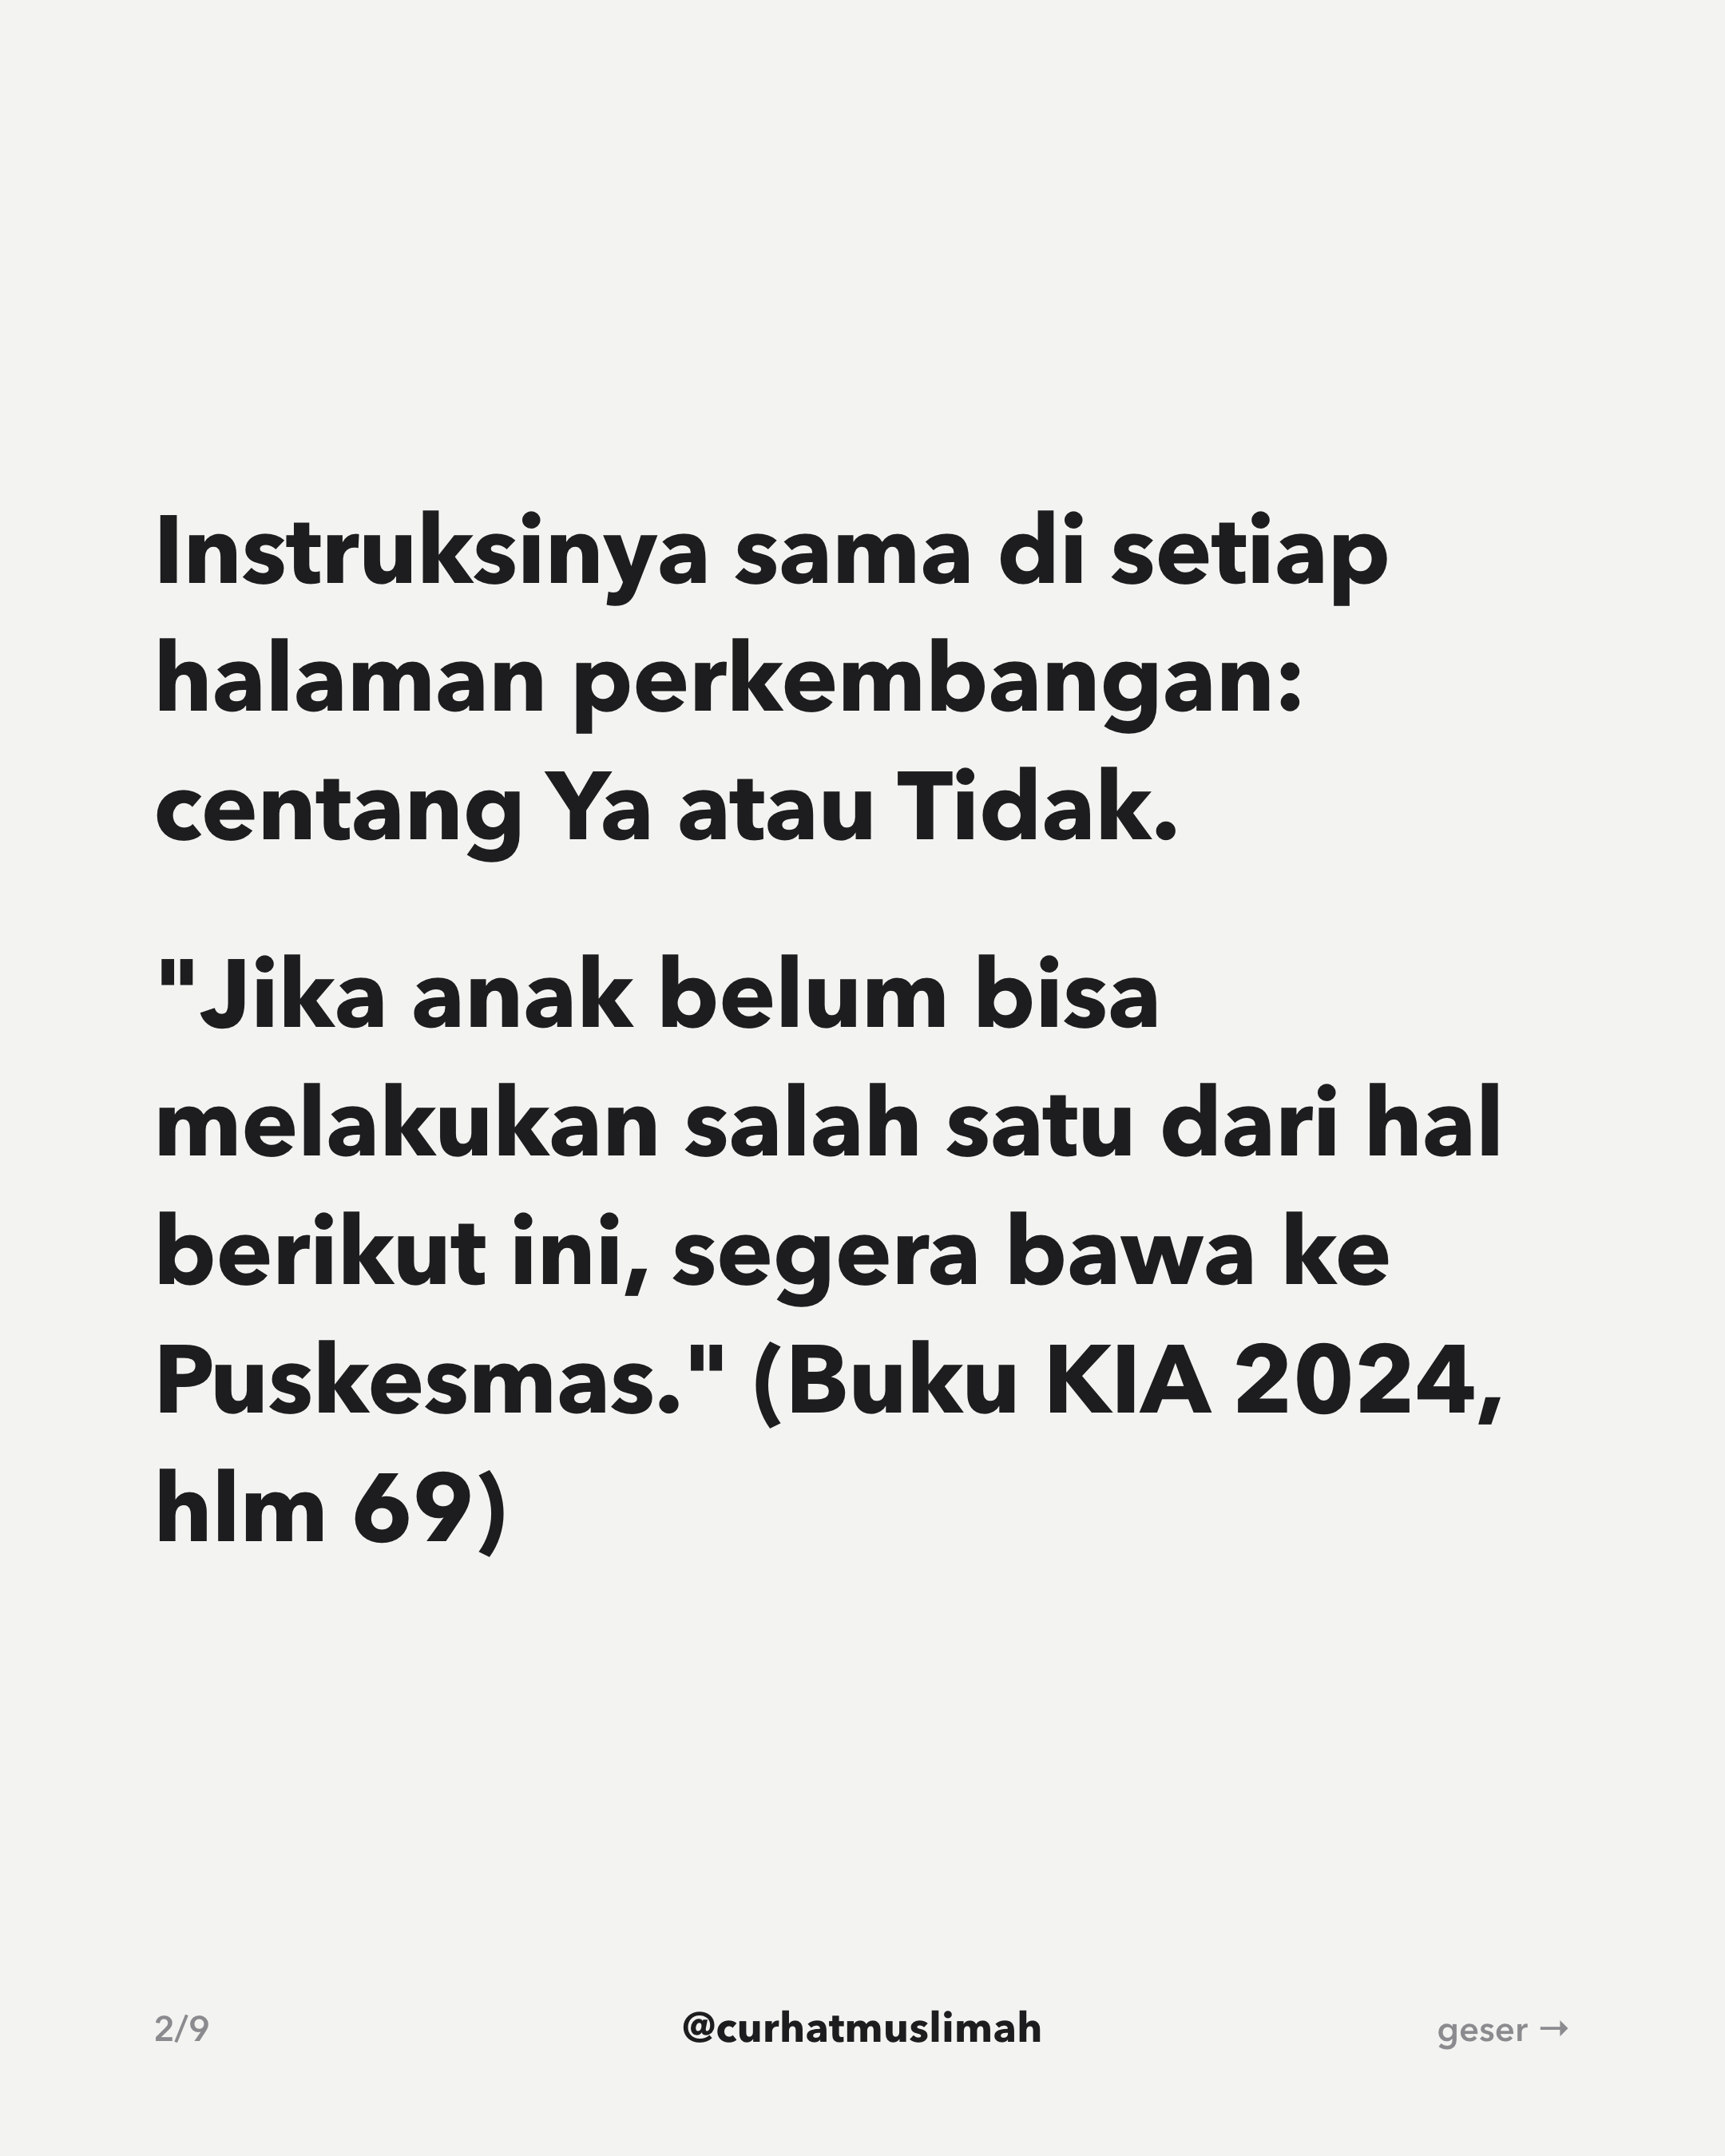 Instruksinya sama di setiap
halaman perkembangan:
centang Ya atau Tidak.
"Jika anak belum bisa
melakukan salah satu dari hal
berikut ini, segera bawa ke
Puskesmas." (Buku KIA 2024,
hlm 69)
2/9
@curhatmuslimah
geser →